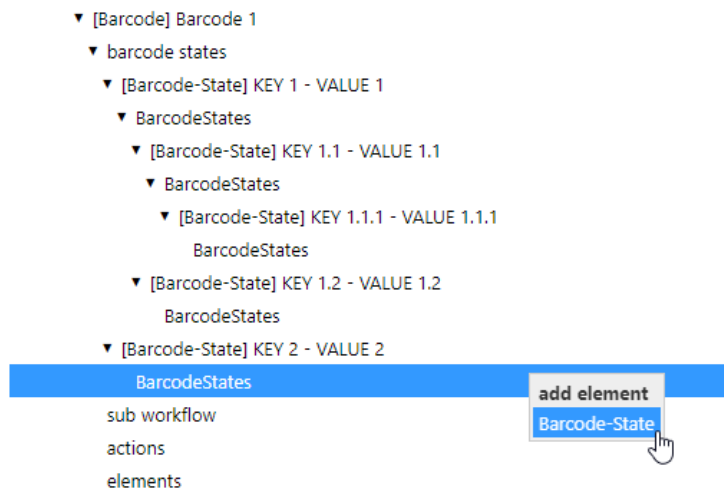 [Barcode] Barcode 1
barcode states
[Barcode-State] KEY 1 - VALUE 1
BarcodeStates
[Barcode-State] KEY 1.1 - VALUE 1.1
BarcodeStates
[Barcode-State] KEY 1.1.1 - VALUE 1.1.1
BarcodeStates
[Barcode-State] KEY 1.2 - VALUE 1.2
BarcodeStates
[Barcode-State] KEY 2 - VALUE 2
BarcodeStates
add element
Barcode-State
sub workflow
actions
elements